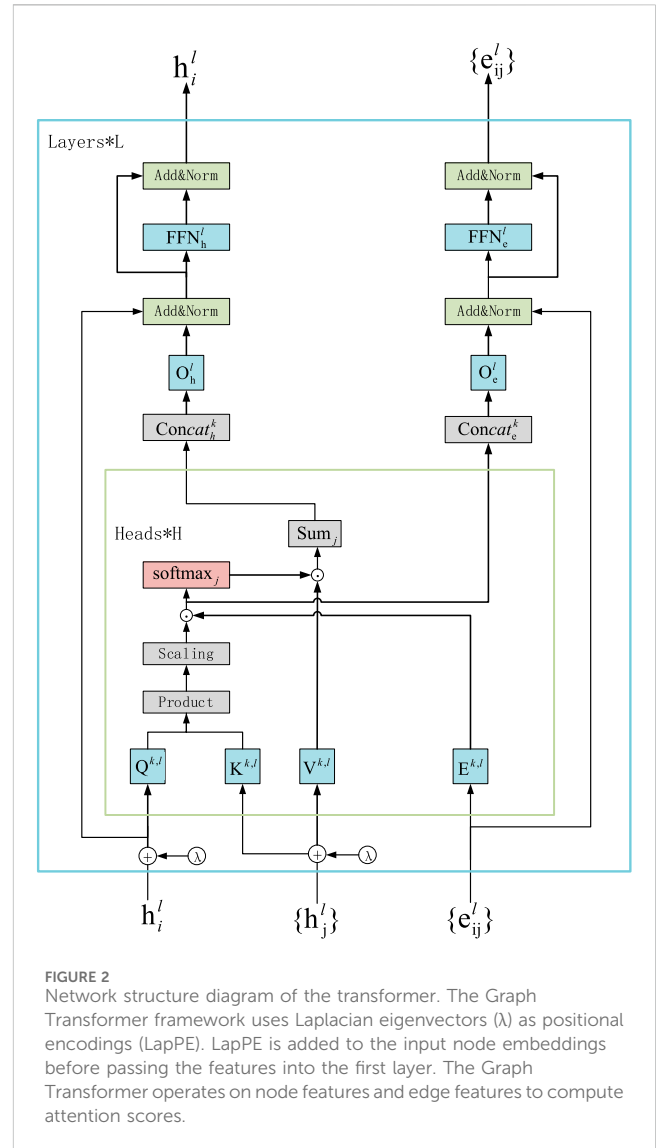 h_i^l {e_ij^l}
Layers*L
Add&Norm Add&Norm
FFN_h^l FFN_e^l
Add&Norm Add&Norm
O_h^l O_e^l
Concat_h^k Concat_e^k
Heads*H Sum_j
softmax_j
Scaling
Product
Q^k,l K^k,l V^k,l E^k,l
+ λ + λ
h_i^l {h_j^l} {e_ij^l}
FIGURE 2
Network structure diagram of the transformer. The Graph
Transformer framework uses Laplacian eigenvectors (λ) as positional
encodings (LapPE). LapPE is added to the input node embeddings
before passing the features into the first layer. The Graph
Transformer operates on node features and edge features to compute
attention scores.